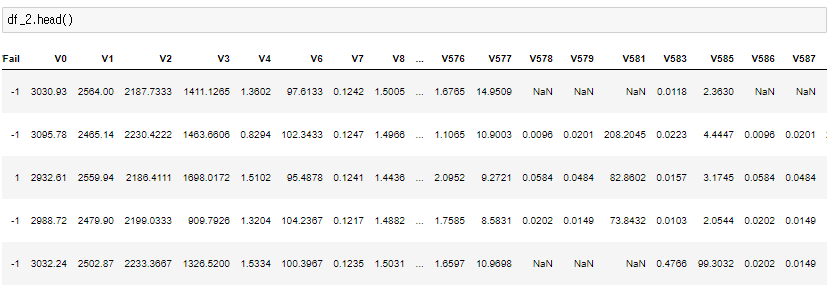 df_2.head()
Fail V0 V1 V2 V3 V4 V6 V7 V8 ... V576 V577 V578 V579 V581 V583 V585 V586 V587
-1 3030.93 2564.00 2187.7333 1411.1265 1.3602 97.6133 0.1242 1.5005 ... 1.6765 14.9509 NaN NaN NaN 0.0118 2.3630 NaN NaN
-1 3095.78 2465.14 2230.4222 1463.6606 0.8294 102.3433 0.1247 1.4966 ... 1.1065 10.9003 0.0096 0.0201 208.2045 0.0223 4.4447 0.0096 0.0201
1 2932.61 2559.94 2186.4111 1698.0172 1.5102 95.4878 0.1241 1.4436 ... 2.0952 9.2721 0.0584 0.0484 82.8602 0.0157 3.1745 0.0584 0.0484
-1 2988.72 2479.90 2199.0333 909.7926 1.3204 104.2367 0.1217 1.4882 ... 1.7585 8.5831 0.0202 0.0149 73.8432 0.0103 2.0544 0.0202 0.0149
-1 3032.24 2502.87 2233.3667 1326.5200 1.5334 100.3967 0.1235 1.5031 ... 1.6597 10.9698 NaN NaN NaN 0.4766 99.3032 0.0202 0.0149